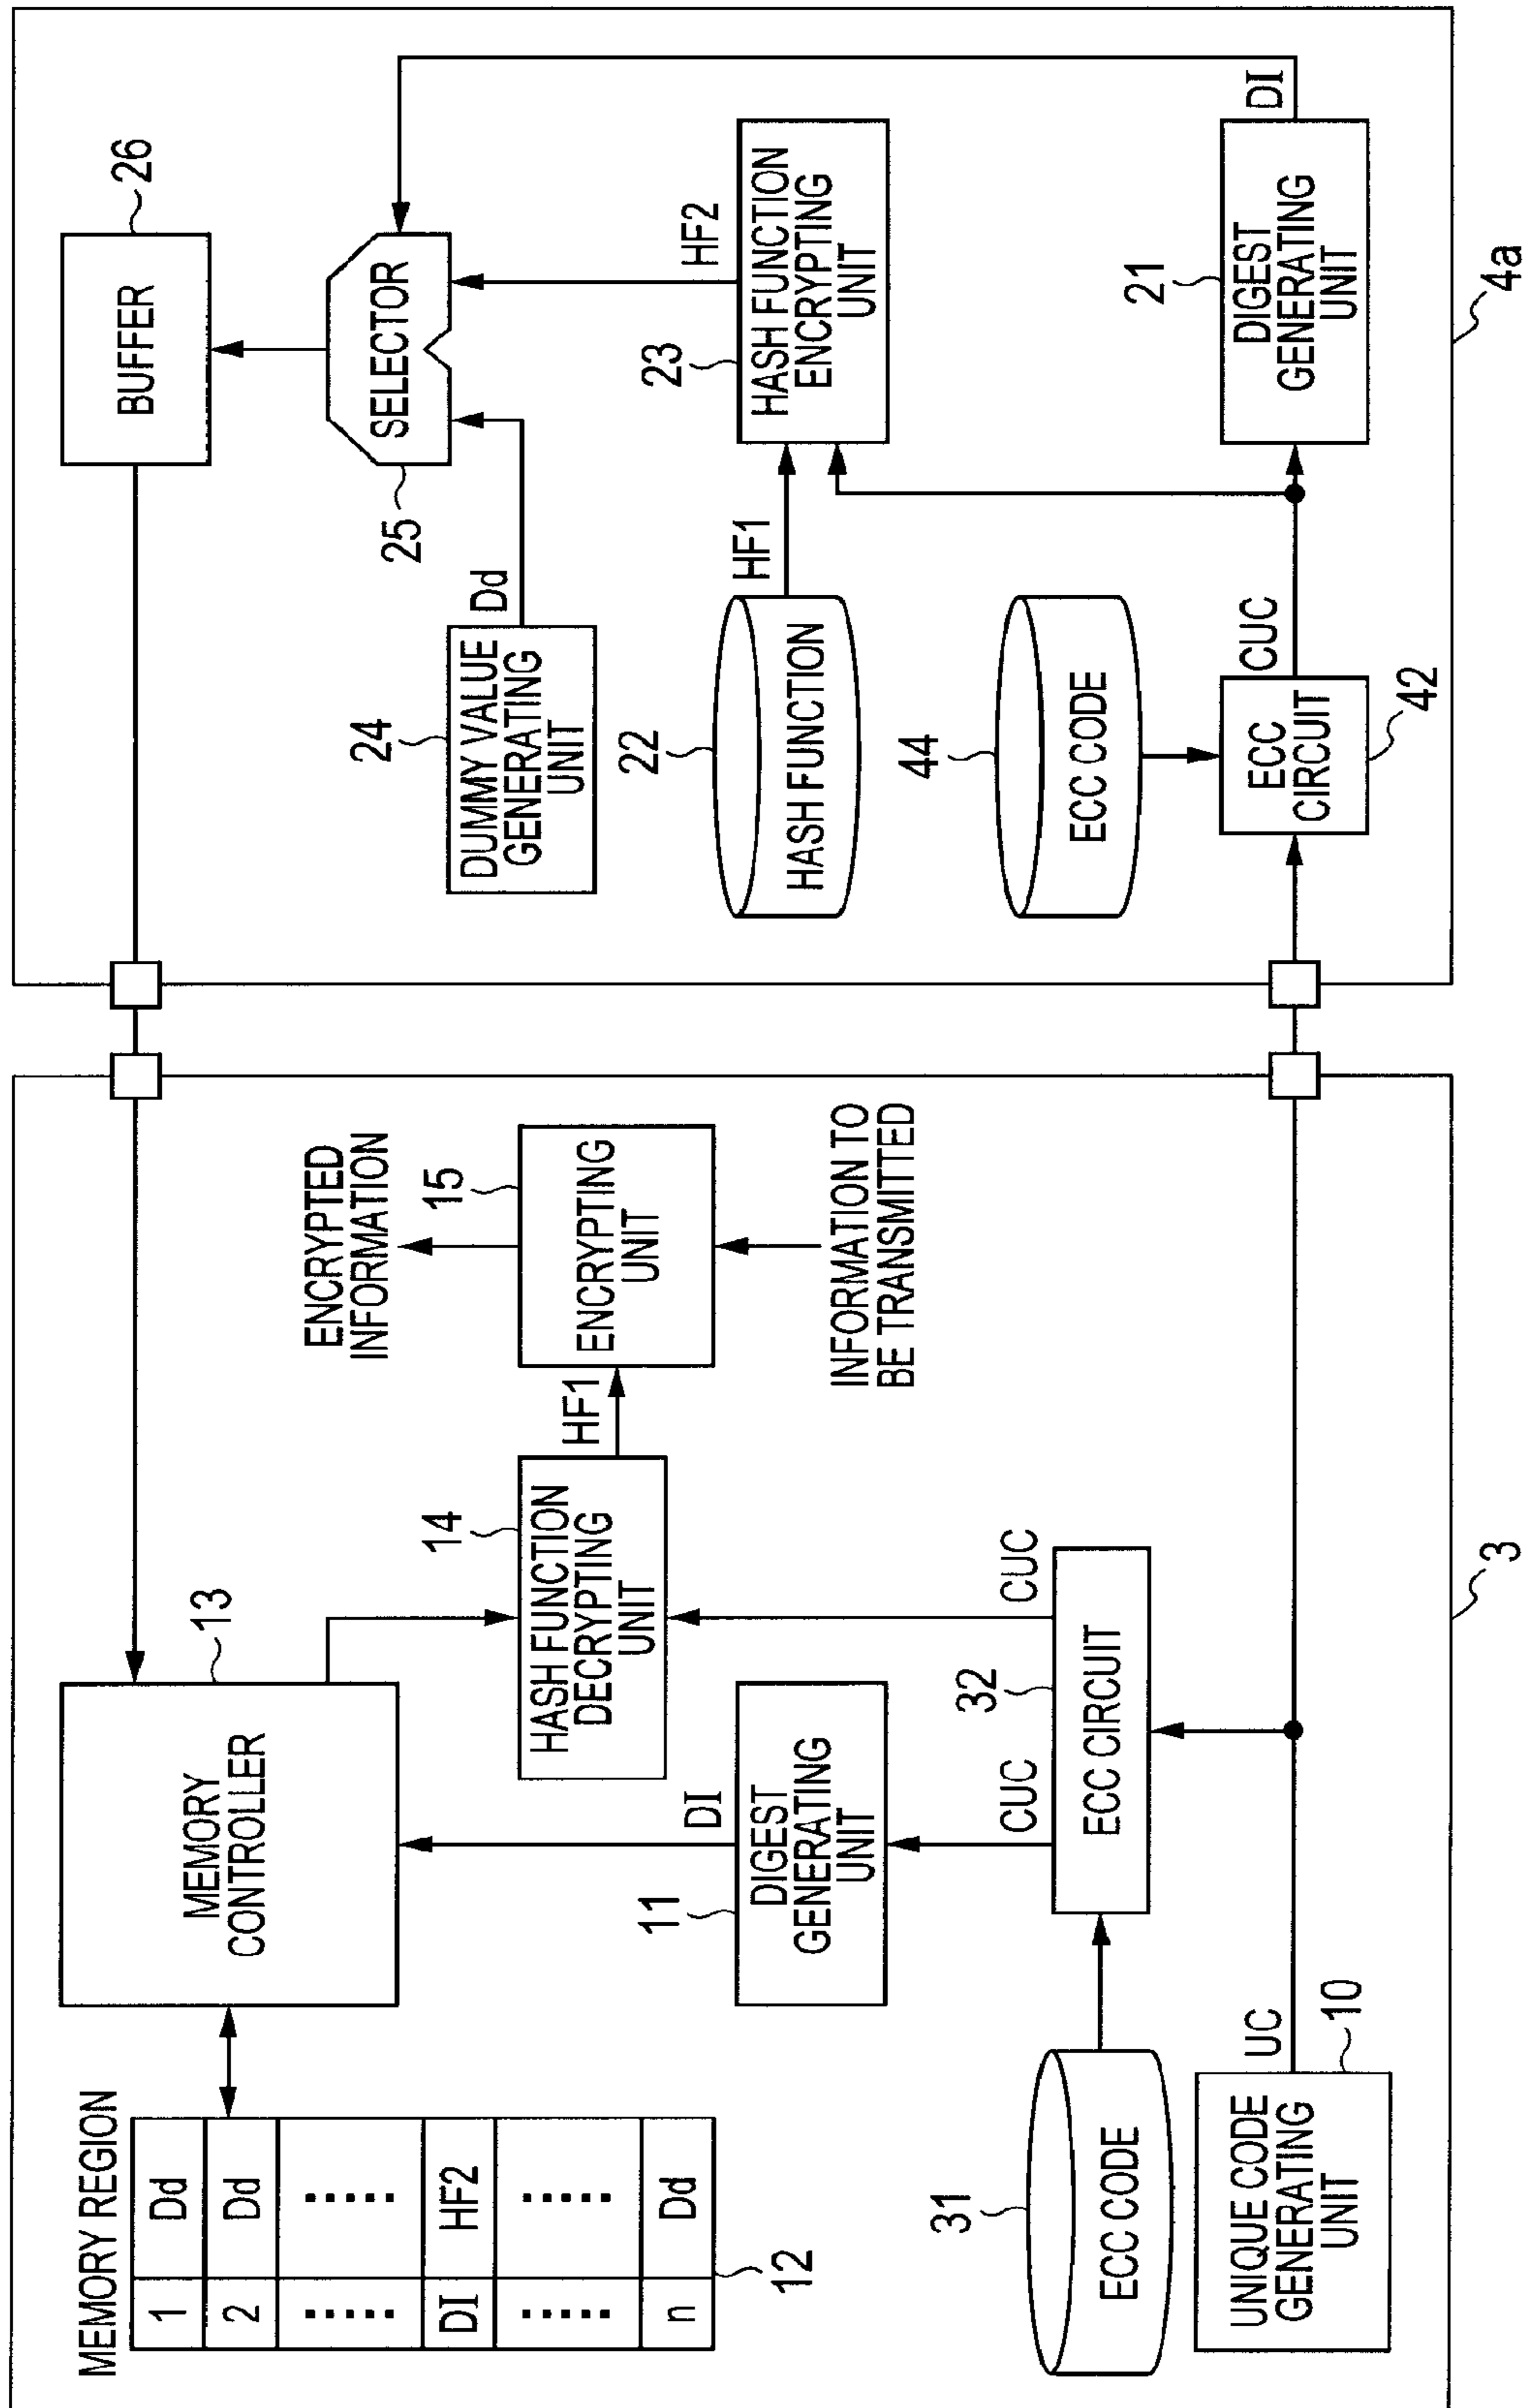 MEMORY REGION
1 Dd
2 Dd
..... .....
DI HF2
..... .....
n Dd
12
MEMORY
CONTROLLER
13
ENCRYPTED
INFORMATION
HASH FUNCTION
DECRYPTING
UNIT
14
HF1
ENCRYPTING
UNIT
15
INFORMATION TO
BE TRANSMITTED
DI
DIGEST
GENERATING
UNIT
11
CUC
CUC
ECC CIRCUIT
32
ECC CODE
31
UNIQUE CODE
GENERATING
UNIT
UC
10
3
BUFFER
26
SELECTOR
25
DUMMY VALUE
GENERATING
UNIT
24
Dd
HF2
HASH FUNCTION
22
HF1
HASH FUNCTION
ENCRYPTING
UNIT
23
ECC CODE
44
ECC
CIRCUIT
42
CUC
DIGEST
GENERATING
UNIT
21
DI
4a